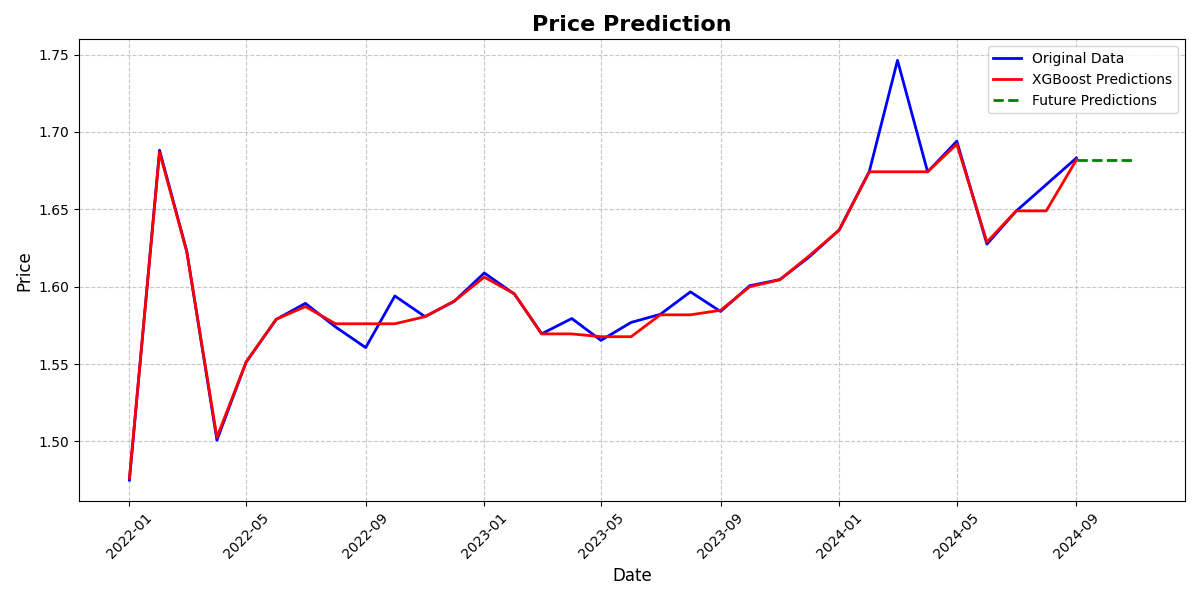 Price Prediction
Original Data
XGBoost Predictions
Future Predictions
1.75
1.70
1.65
1.60
1.55
1.50
Price
2022-01
2022-05
2022-09
2023-01
2023-05
2023-09
2024-01
2024-05
2024-09
Date